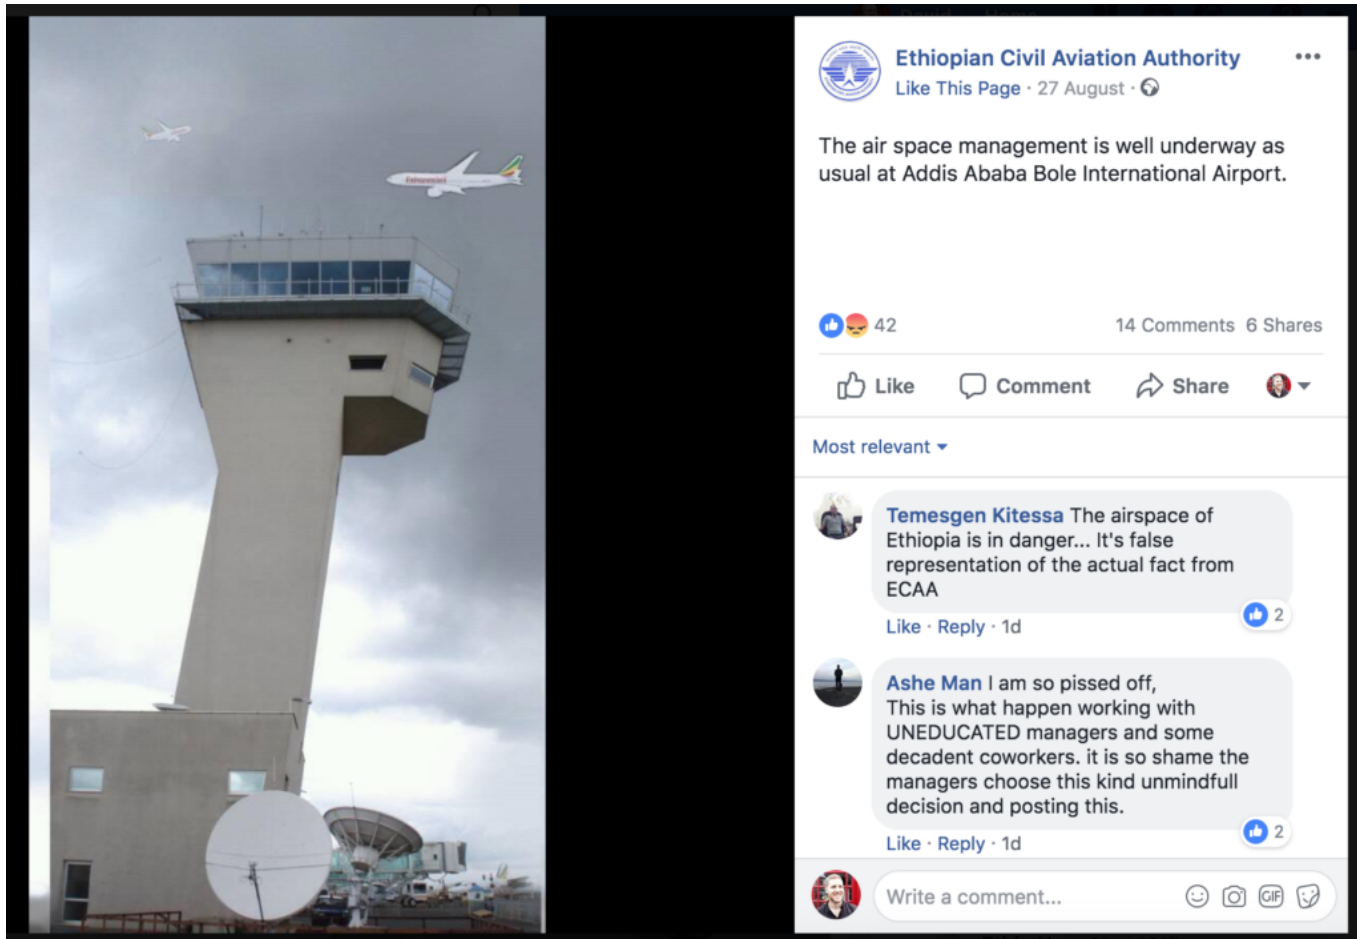 Ethiopian Civil Aviation Authority
Like This Page · 27 August ·
The air space management is well underway as
usual at Addis Ababa Bole International Airport.
42
14 Comments 6 Shares
Like Comment Share
Most relevant
Temesgen Kitessa The airspace of
Ethiopia is in danger... It's false
representation of the actual fact from
ECAA
2
Like · Reply · 1d
Ashe Man I am so pissed off,
This is what happen working with
UNEDUCATED managers and some
decadent coworkers. it is so shame the
managers choose this kind unmindfull
decision and posting this.
2
Like · Reply · 1d
Write a comment...
GIF